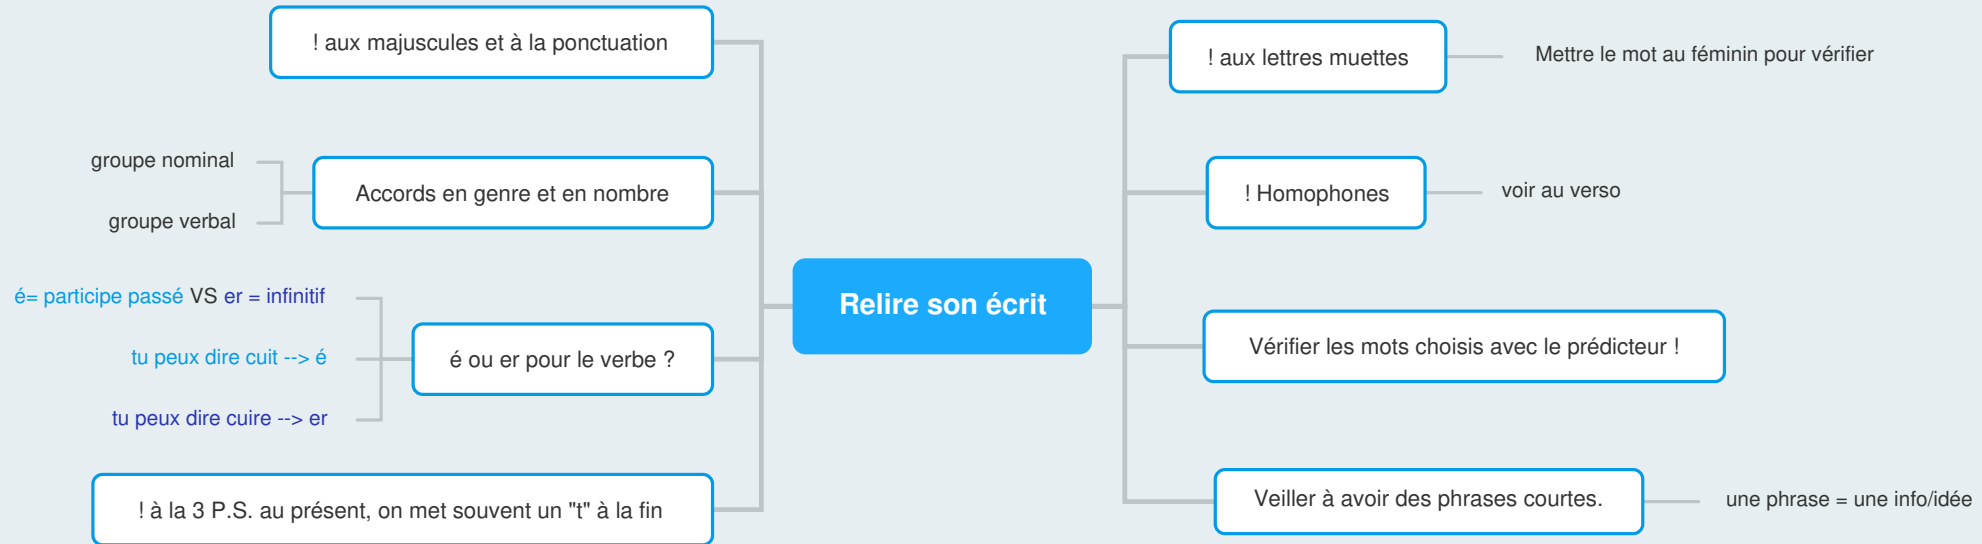 Relire son écrit
! aux majuscules et à la ponctuation
Accords en genre et en nombre
groupe nominal
groupe verbal
é ou er pour le verbe ?
é= participe passé VS er = infinitif
tu peux dire cuit --> é
tu peux dire cuire --> er
! à la 3 P.S. au présent, on met souvent un "t" à la fin
! aux lettres muettes
Mettre le mot au féminin pour vérifier
! Homophones
voir au verso
Vérifier les mots choisis avec le prédicteur !
Veiller à avoir des phrases courtes.
une phrase = une info/idée